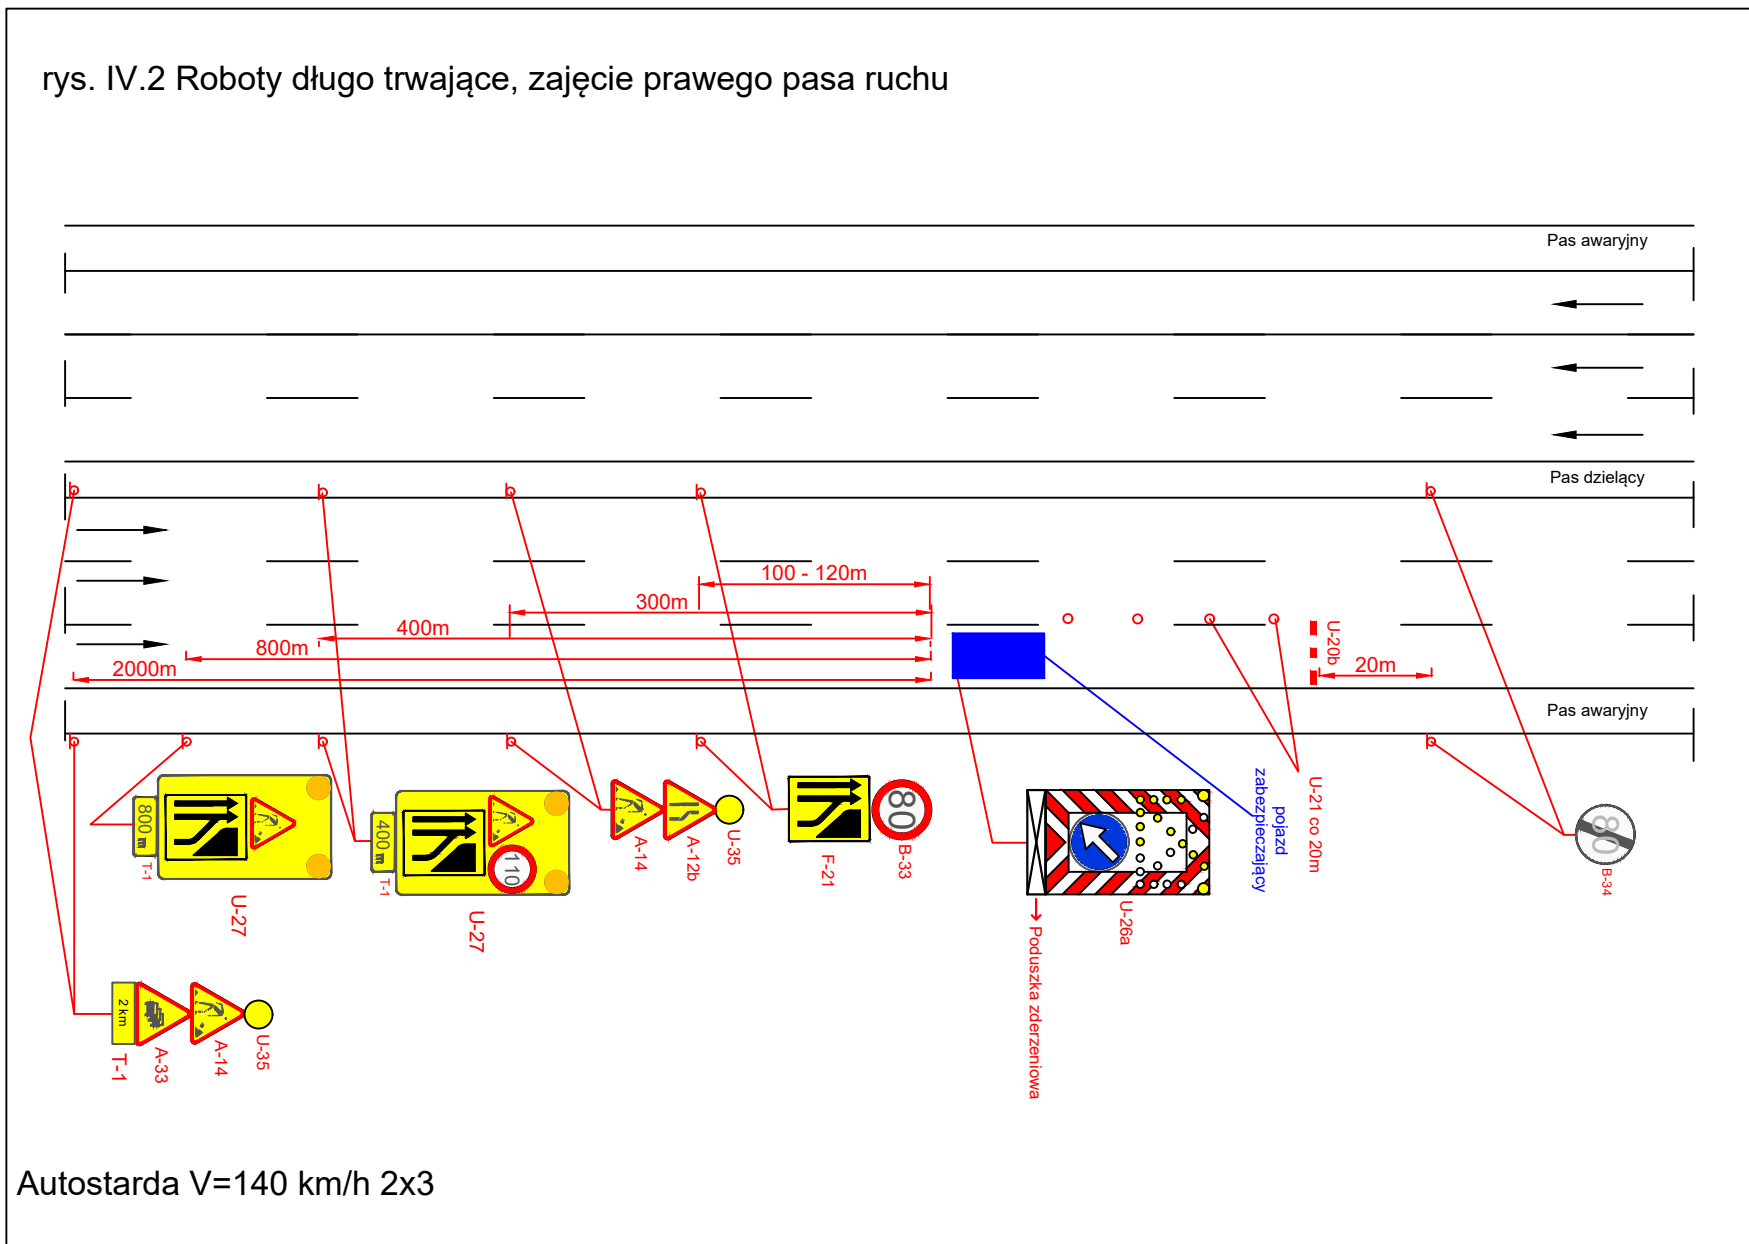 rys. IV.2 Roboty długo trwające, zajęcie prawego pasa ruchu
Pas awaryjny
Pas dzielący
100 - 120m
300m
400m
800m
2000m
U-20b
20m
Pas awaryjny
800 m
T-1
U-27
400 m
T-1
110
U-27
A-14
A-12b
U-35
F-21
80
B-33
U-26a
Poduszka zderzeniowa
pojazd
zabezpieczający
U-21 co 20m
80
B-34
2 km
T-1
A-33
A-14
U-35
Autostarda V=140 km/h 2x3